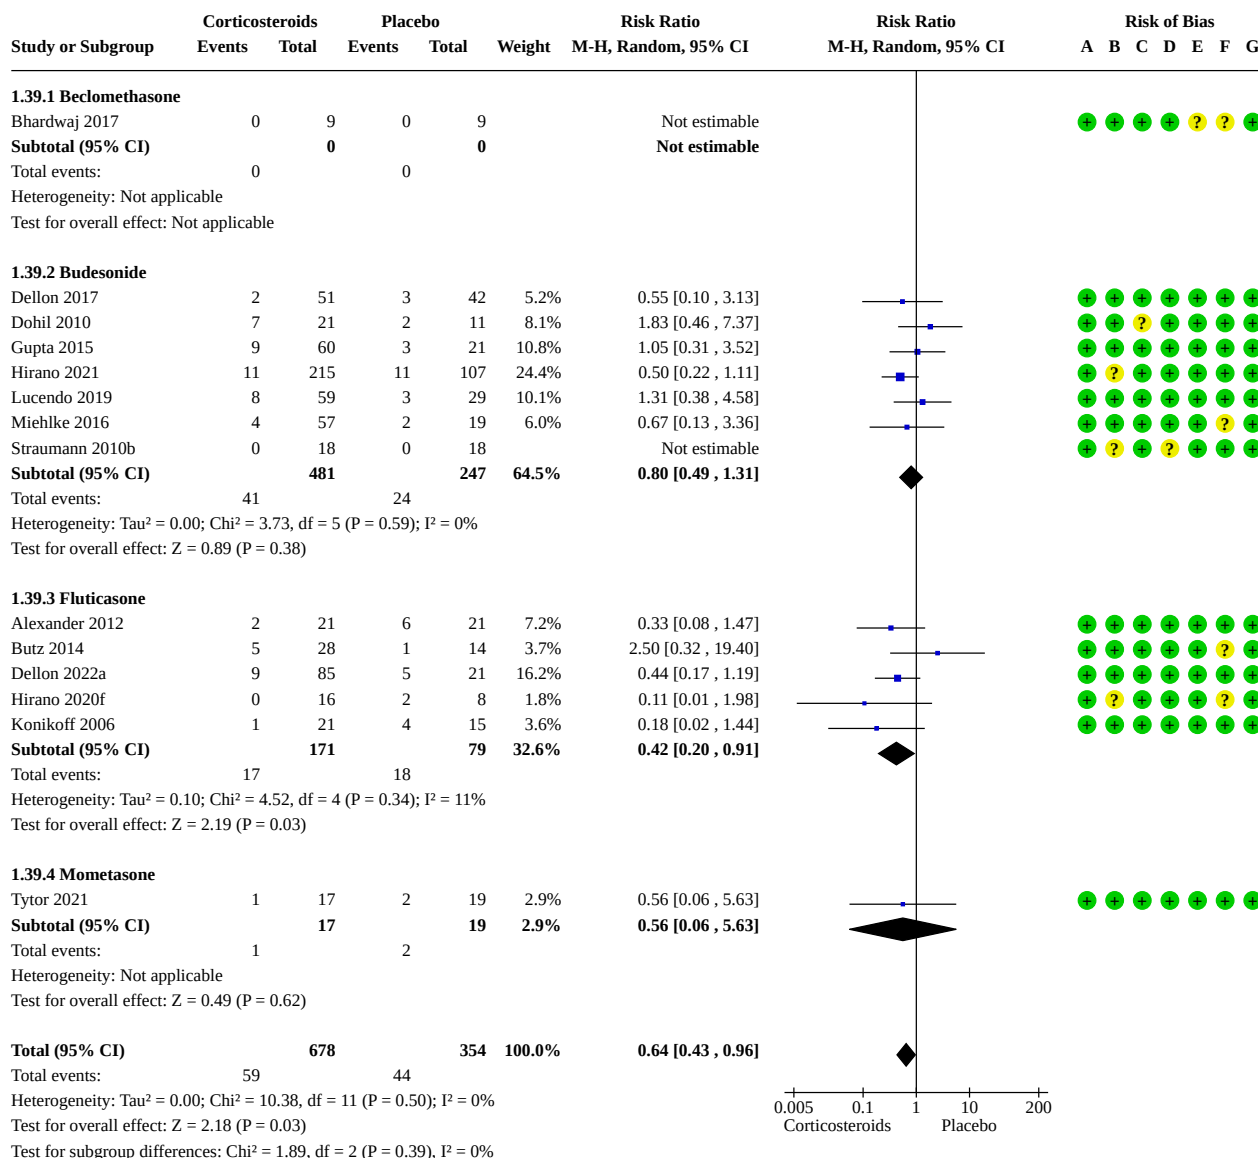 Corticosteroids Placebo Risk Ratio Risk Ratio Risk of Bias
Study or Subgroup Events Total Events Total Weight M-H, Random, 95% CI M-H, Random, 95% CI A B C D E F G
1.39.1 Beclomethasone
Bhardwaj 2017 0 9 0 9 Not estimable + + + + ? ? +
Subtotal (95% CI) 0 0 Not estimable
Total events: 0 0
Heterogeneity: Not applicable
Test for overall effect: Not applicable
1.39.2 Budesonide
Dellon 2017 2 51 3 42 5.2% 0.55 [0.10 , 3.13] + + + + + + +
Dohil 2010 7 21 2 11 8.1% 1.83 [0.46 , 7.37] + + ? + + + +
Gupta 2015 9 60 3 21 10.8% 1.05 [0.31 , 3.52] + + + + + + +
Hirano 2021 11 215 11 107 24.4% 0.50 [0.22 , 1.11] + ? + + + + +
Lucendo 2019 8 59 3 29 10.1% 1.31 [0.38 , 4.58] + + + + + + +
Miehlke 2016 4 57 2 19 6.0% 0.67 [0.13 , 3.36] + + + + + ? +
Straumann 2010b 0 18 0 18 Not estimable + ? + ? + + +
Subtotal (95% CI) 481 247 64.5% 0.80 [0.49 , 1.31]
Total events: 41 24
Heterogeneity: Tau² = 0.00; Chi² = 3.73, df = 5 (P = 0.59); I² = 0%
Test for overall effect: Z = 0.89 (P = 0.38)
1.39.3 Fluticasone
Alexander 2012 2 21 6 21 7.2% 0.33 [0.08 , 1.47] + + + + + + +
Butz 2014 5 28 1 14 3.7% 2.50 [0.32 , 19.40] + + + + + ? +
Dellon 2022a 9 85 5 21 16.2% 0.44 [0.17 , 1.19] + + + + + + +
Hirano 2020f 0 16 2 8 1.8% 0.11 [0.01 , 1.98] + ? + + + ? +
Konikoff 2006 1 21 4 15 3.6% 0.18 [0.02 , 1.44] + + + + + + +
Subtotal (95% CI) 171 79 32.6% 0.42 [0.20 , 0.91]
Total events: 17 18
Heterogeneity: Tau² = 0.10; Chi² = 4.52, df = 4 (P = 0.34); I² = 11%
Test for overall effect: Z = 2.19 (P = 0.03)
1.39.4 Mometasone
Tytor 2021 1 17 2 19 2.9% 0.56 [0.06 , 5.63] + + + + + + +
Subtotal (95% CI) 17 19 2.9% 0.56 [0.06 , 5.63]
Total events: 1 2
Heterogeneity: Not applicable
Test for overall effect: Z = 0.49 (P = 0.62)
Total (95% CI) 678 354 100.0% 0.64 [0.43 , 0.96]
Total events: 59 44
Heterogeneity: Tau² = 0.00; Chi² = 10.38, df = 11 (P = 0.50); I² = 0%
0.005 0.1 1 10 200
Test for overall effect: Z = 2.18 (P = 0.03) Corticosteroids Placebo
Test for subgroup differences: Chi² = 1.89, df = 2 (P = 0.39), I² = 0%